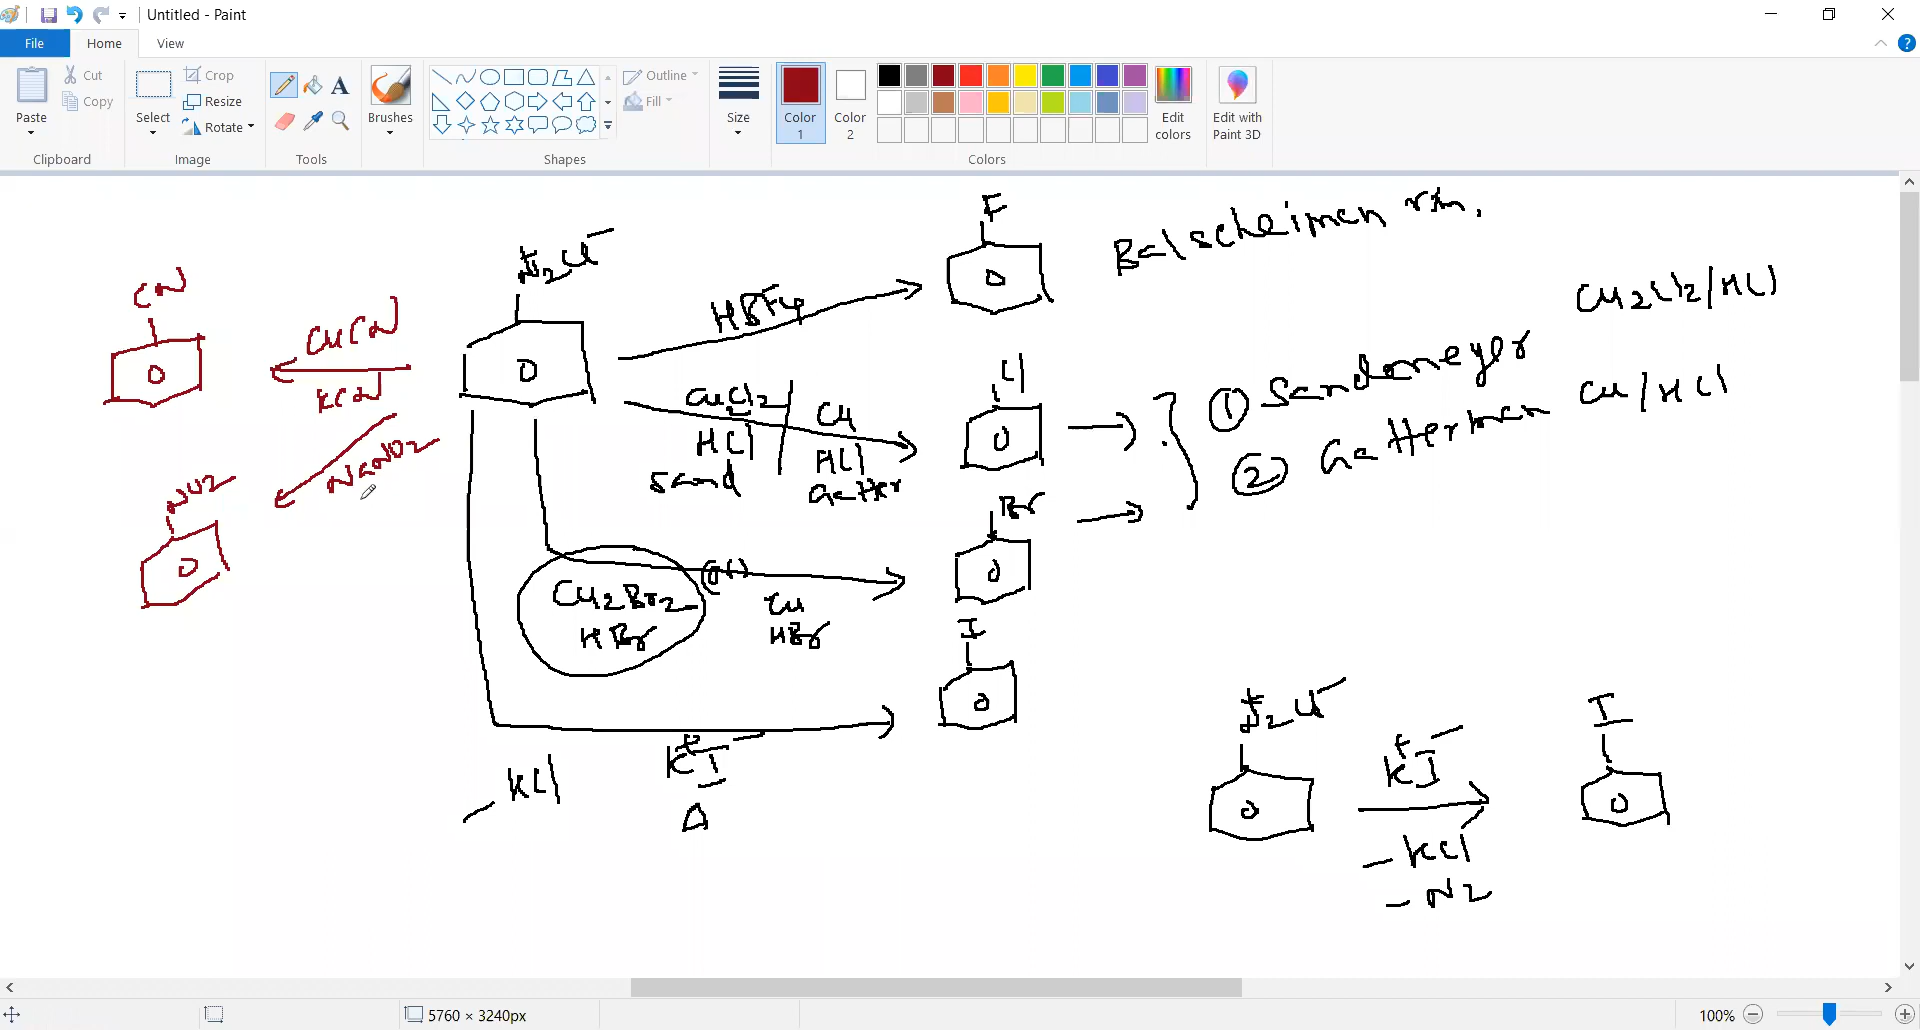 Untitled - Paint
File Home View
Paste
Cut
Copy
Clipboard
Select
Crop
Resize
Rotate
Image
Tools
Brushes
Shapes
Outline
Fill
Size
Color 1
Color 2
Colors
Edit colors
Edit with Paint 3D
F
Balscheimen rxn.
N2Cl
+ -
HBF4
CN
CuCN
KCN
Cu2Cl2/HCl
① Sandemeyer
Cu/HCl
② Gatterman
Cl
CuCl2
HCl
Sand
Cu
HCl
Gatter
NaNO2
NO2
Br
Cu2Br2
HBr
(or)
Cu
HBr
I
K+I-
Δ
- KCl
N2Cl
+ -
K+I-
- KCl
- N2
I
5760 × 3240px
100%